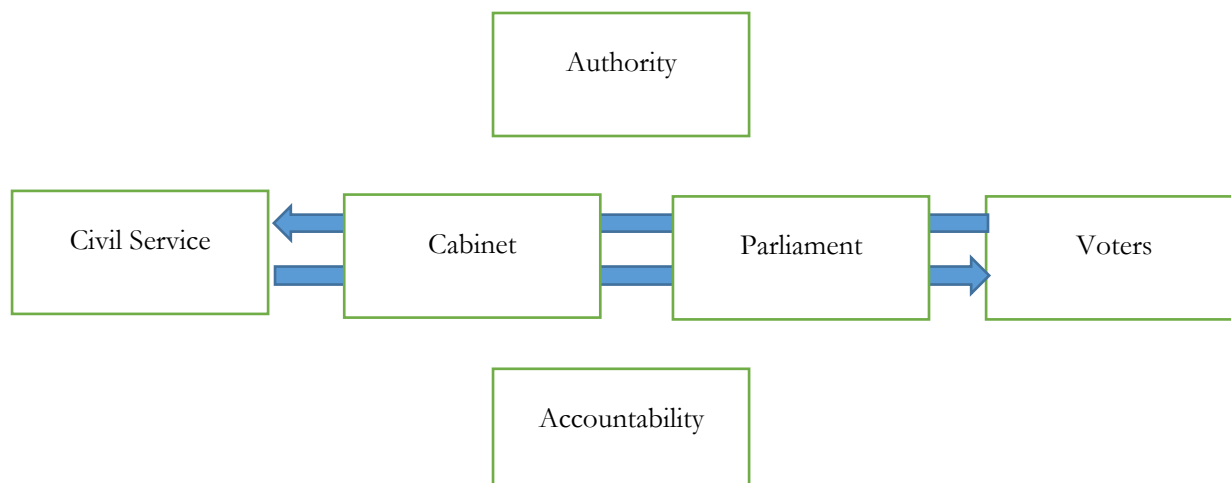 Authority
Civil Service
Cabinet
Parliament
Voters
Accountability